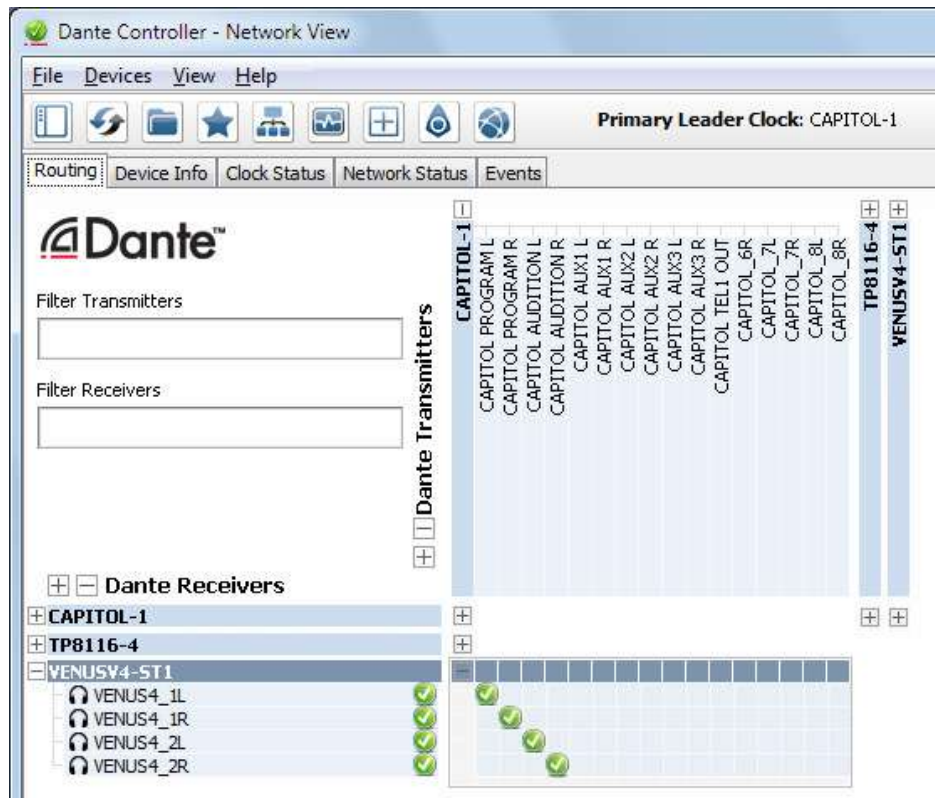 Dante Controller - Network View
File Devices View Help
Primary Leader Clock: CAPITOL-1
Routing Device Info Clock Status Network Status Events
Dante™
Filter Transmitters
Filter Receivers
Dante Transmitters
CAPITOL-1
CAPITOL PROGRAM L
CAPITOL PROGRAM R
CAPITOL AUDITION L
CAPITOL AUDITION R
CAPITOL AUX1 L
CAPITOL AUX1 R
CAPITOL AUX2 L
CAPITOL AUX2 R
CAPITOL AUX3 L
CAPITOL AUX3 R
CAPITOL TEL1 OUT
CAPITOL_6R
CAPITOL_7L
CAPITOL_7R
CAPITOL_8L
CAPITOL_8R
TP8116-4
VENUSV4-ST1
Dante Receivers
CAPITOL-1
TP8116-4
VENUSV4-ST1
VENUS4_1L
VENUS4_1R
VENUS4_2L
VENUS4_2R